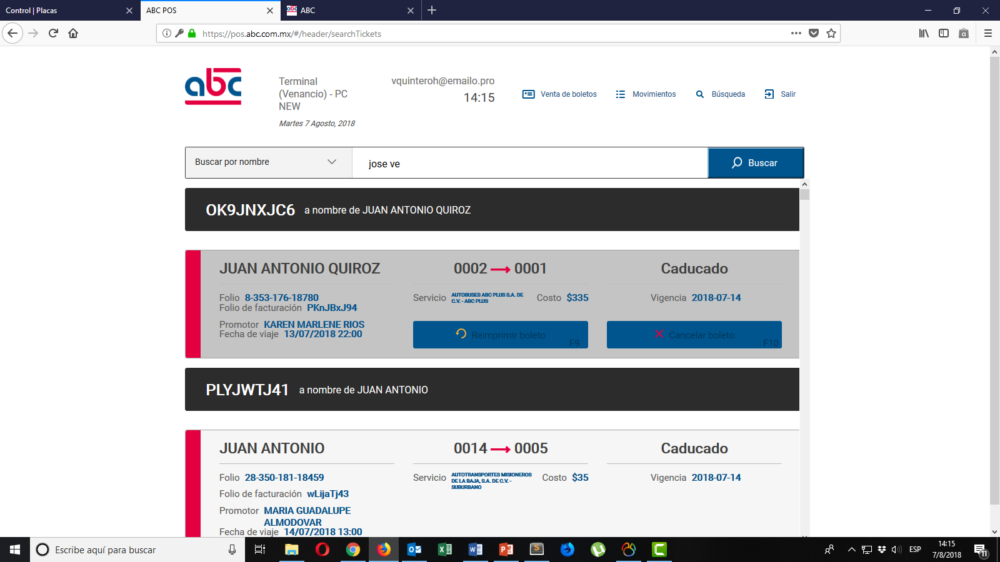 Control | Placas
ABC POS
abc ABC
https://pos.abc.com.mx/#/header/searchTickets
abc
Terminal
(Venancio) - PC
NEW
Martes 7 Agosto, 2018
vquinteroh@emailo.pro
14:15
Venta de boletos
Movimientos
Búsqueda
Salir
Buscar por nombre
jose ve
Buscar
OK9JNXJC6 a nombre de JUAN ANTONIO QUIROZ
JUAN ANTONIO QUIROZ
0002 → 0001
Caducado
Folio 8-353-176-18780
Folio de facturación PKnJBxJ94
Promotor KAREN MARLENE RIOS
Fecha de viaje 13/07/2018 22:00
Servicio AUTOBUSES ABC PLUS S.A. DE
C.V. - ABC PLUS
Costo $335
Vigencia 2018-07-14
Reimprimir boleto F9
Cancelar boleto F10
PLYJWTJ41 a nombre de JUAN ANTONIO
JUAN ANTONIO
0014 → 0005
Caducado
Folio 28-350-181-18459
Folio de facturación wLijaTj43
Promotor MARIA GUADALUPE
ALMODOVAR
Fecha de viaje 14/07/2018 13:00
Servicio AUTOTRANSPORTES MISIONEROS
DE LA BAJA, S.A. DE C.V. -
SUBURBANO
Costo $35
Vigencia 2018-07-14
Escribe aquí para buscar
ESP
14:15
7/8/2018
11